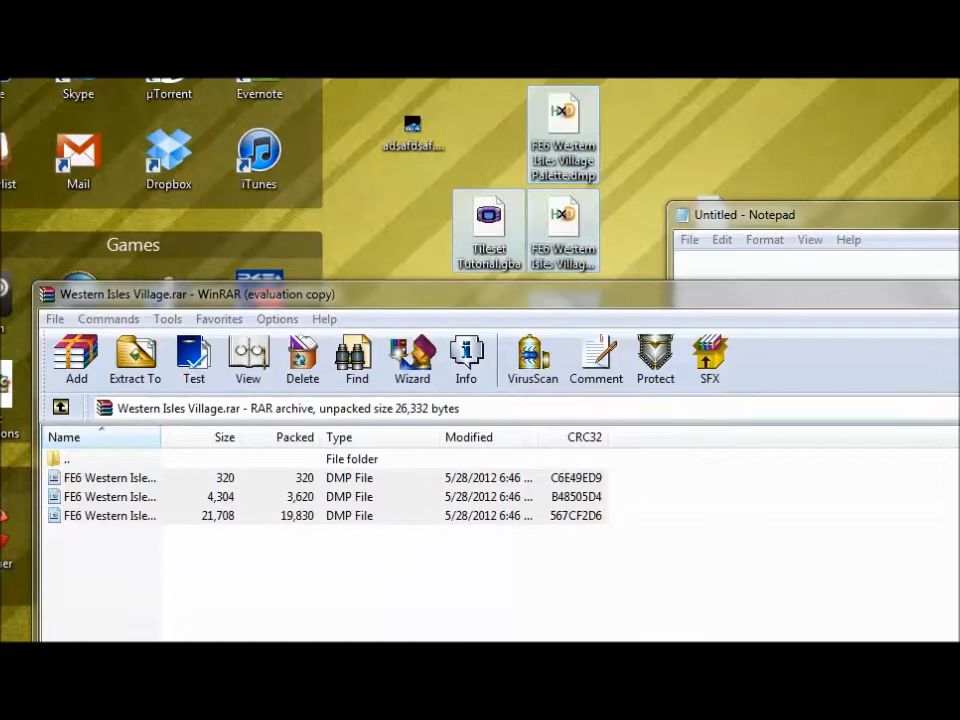 e
Skype
µTorrent
Evernote
adsafdsaf....
FE6 Western
Isles Village
Palette.dmp
list
Mail
Dropbox
iTunes
Tileset
Tutorial.gba
FE6 Western
Isles Villag...
Untitled - Notepad
File Edit Format View Help
Games
Western Isles Village.rar - WinRAR (evaluation copy)
File Commands Tools Favorites Options Help
Add Extract To Test View Delete Find Wizard Info VirusScan Comment Protect SFX
Western Isles Village.rar - RAR archive, unpacked size 26,332 bytes
Name Size Packed Type Modified CRC32
.. File folder
FE6 Western Isle... 320 320 DMP File 5/28/2012 6:46 ... C6E49ED9
FE6 Western Isle... 4,304 3,620 DMP File 5/28/2012 6:46 ... B48505D4
FE6 Western Isle... 21,708 19,830 DMP File 5/28/2012 6:46 ... 567CF2D6
ons
er